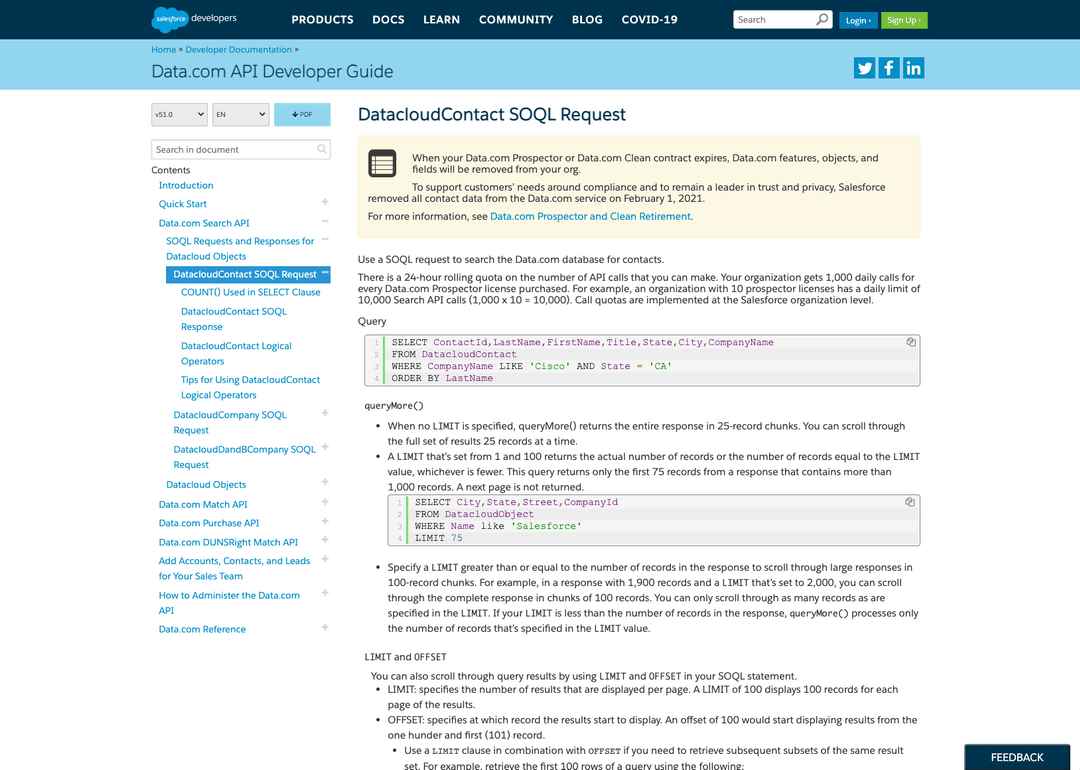 salesforce developers
PRODUCTS DOCS LEARN COMMUNITY BLOG COVID-19
Search
Login ›
Sign Up ›
Home » Developer Documentation »
Data.com API Developer Guide
v51.0
EN
PDF
Search in document
Contents
Introduction
Quick Start
Data.com Search API
SOQL Requests and Responses for
Datacloud Objects
DatacloudContact SOQL Request
COUNT() Used in SELECT Clause
DatacloudContact SOQL
Response
DatacloudContact Logical
Operators
Tips for Using DatacloudContact
Logical Operators
DatacloudCompany SOQL
Request
DatacloudDandBCompany SOQL
Request
Datacloud Objects
Data.com Match API
Data.com Purchase API
Data.com DUNSRight Match API
Add Accounts, Contacts, and Leads
for Your Sales Team
How to Administer the Data.com
API
Data.com Reference
DatacloudContact SOQL Request
When your Data.com Prospector or Data.com Clean contract expires, Data.com features, objects, and
fields will be removed from your org.
To support customers’ needs around compliance and to remain a leader in trust and privacy, Salesforce
removed all contact data from the Data.com service on February 1, 2021.
For more information, see Data.com Prospector and Clean Retirement.
Use a SOQL request to search the Data.com database for contacts.
There is a 24-hour rolling quota on the number of API calls that you can make. Your organization gets 1,000 daily calls for
every Data.com Prospector license purchased. For example, an organization with 10 prospector licenses has a daily limit of
10,000 Search API calls (1,000 x 10 = 10,000). Call quotas are implemented at the Salesforce organization level.
Query
1 SELECT ContactId,LastName,FirstName,Title,State,City,CompanyName
2 FROM DatacloudContact
3 WHERE CompanyName LIKE 'Cisco' AND State = 'CA'
4 ORDER BY LastName
queryMore()
• When no LIMIT is specified, queryMore() returns the entire response in 25-record chunks. You can scroll through
the full set of results 25 records at a time.
• A LIMIT that’s set from 1 and 100 returns the actual number of records or the number of records equal to the LIMIT
value, whichever is fewer. This query returns only the first 75 records from a response that contains more than
1,000 records. A next page is not returned.
1 SELECT City,State,Street,CompanyId
2 FROM DatacloudObject
3 WHERE Name like 'Salesforce'
4 LIMIT 75
• Specify a LIMIT greater than or equal to the number of records in the response to scroll through large responses in
100-record chunks. For example, in a response with 1,900 records and a LIMIT that’s set to 2,000, you can scroll
through the complete response in chunks of 100 records. You can only scroll through as many records as are
specified in the LIMIT. If your LIMIT is less than the number of records in the response, queryMore() processes only
the number of records that’s specified in the LIMIT value.
LIMIT and OFFSET
You can also scroll through query results by using LIMIT and OFFSET in your SOQL statement.
• LIMIT: specifies the number of results that are displayed per page. A LIMIT of 100 displays 100 records for each
page of the results.
• OFFSET: specifies at which record the results start to display. An offset of 100 would start displaying results from the
one hunder and first (101) record.
• Use a LIMIT clause in combination with OFFSET if you need to retrieve subsequent subsets of the same result
set. For example, retrieve the first 100 rows of a query using the following:
FEEDBACK